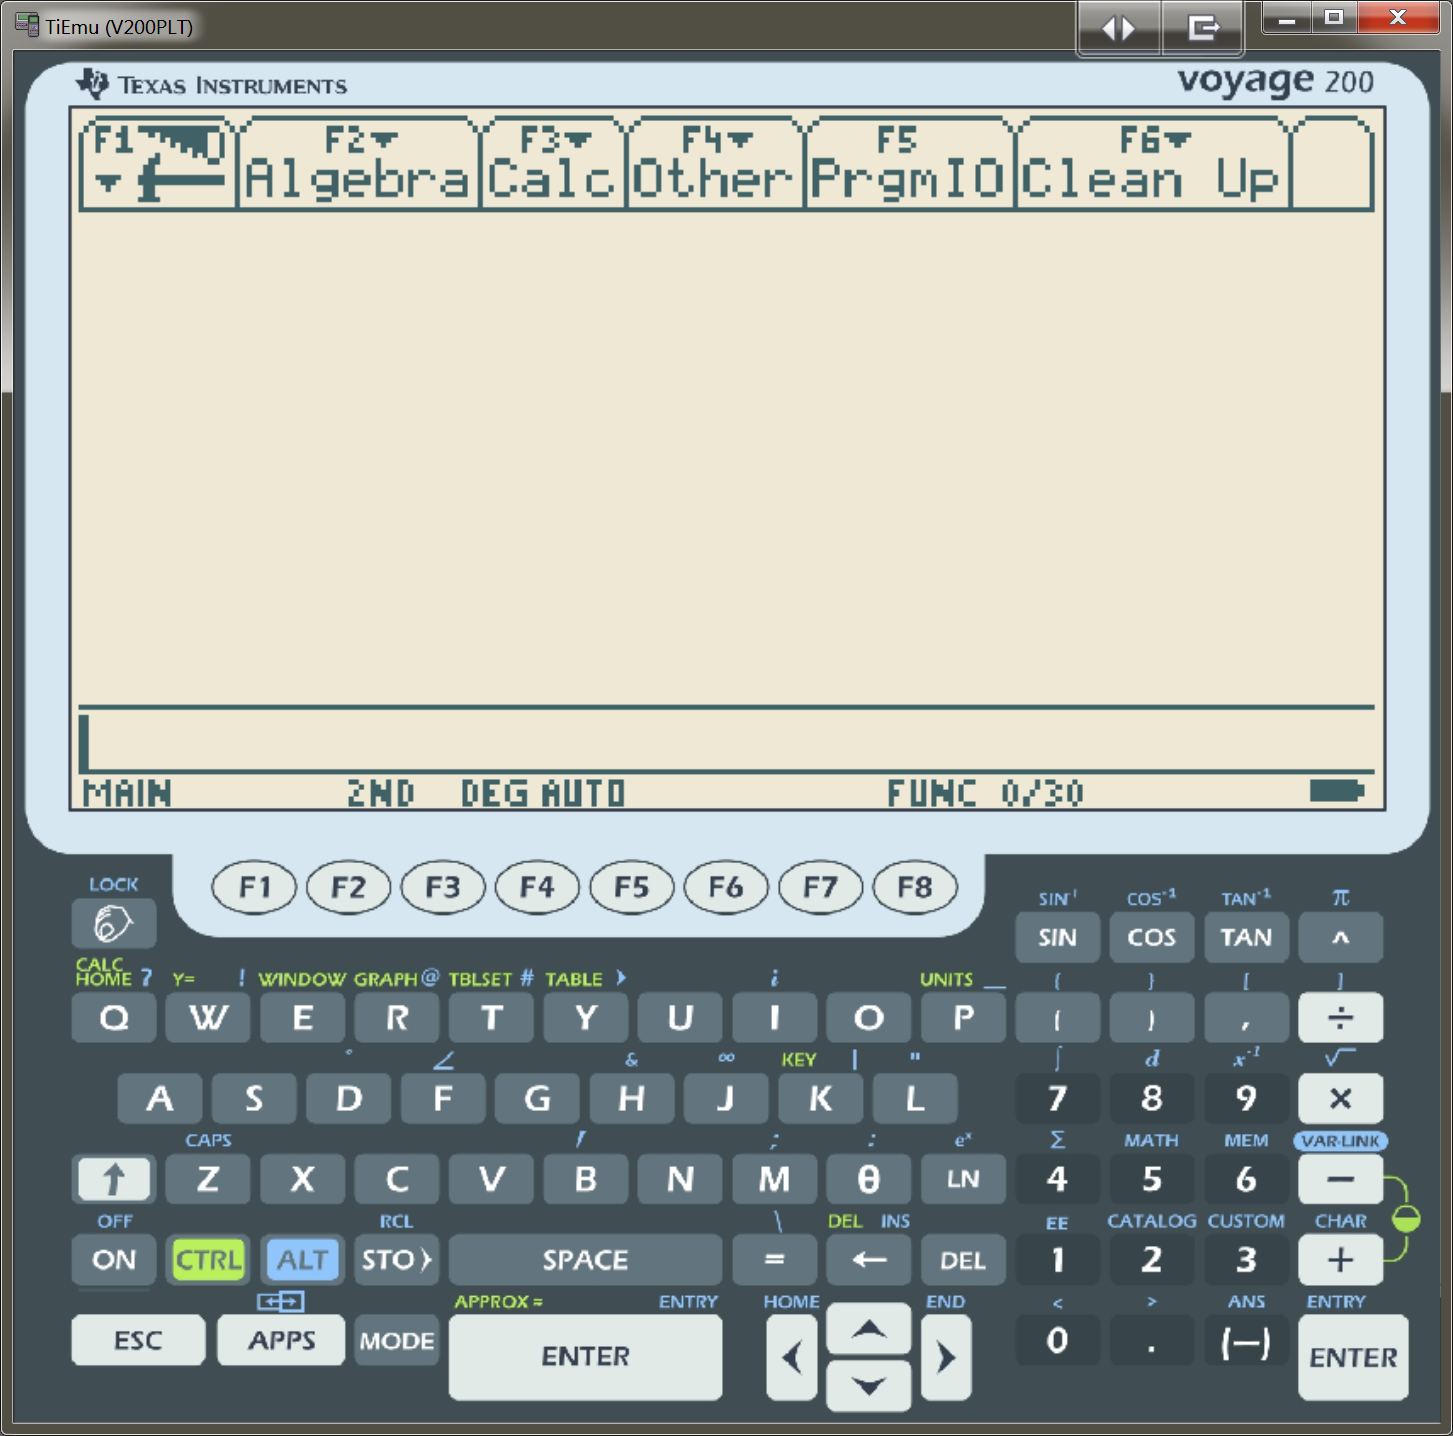 TiEmu (V200PLT)
TEXAS INSTRUMENTS voyage 200
F1 F2 F3 F4 F5 F6
Algebra Calc Other PrgmIO Clean Up
MAIN 2ND DEG AUTO FUNC 0/30
F1 F2 F3 F4 F5 F6 F7 F8
LOCK SIN⁻¹ COS⁻¹ TAN⁻¹ π
SIN COS TAN ^
CALC
HOME ? Y= ! WINDOW GRAPH @ TBLSET # TABLE i UNITS _ { } [ ]
Q W E R T Y U I O P ( ) , ÷
° ∠ & ∞ KEY | " ∫ d x⁻¹ √
A S D F G H J K L 7 8 9 ×
CAPS ; : eˣ Σ MATH MEM VAR-LINK
↑ Z X C V B N M θ LN 4 5 6 −
OFF RCL \ DEL INS EE CATALOG CUSTOM CHAR
ON CTRL ALT STO SPACE = ← DEL 1 2 3 +
APPROX = ENTRY HOME END < > ANS ENTRY
ESC APPS MODE ENTER 0 . (—) ENTER